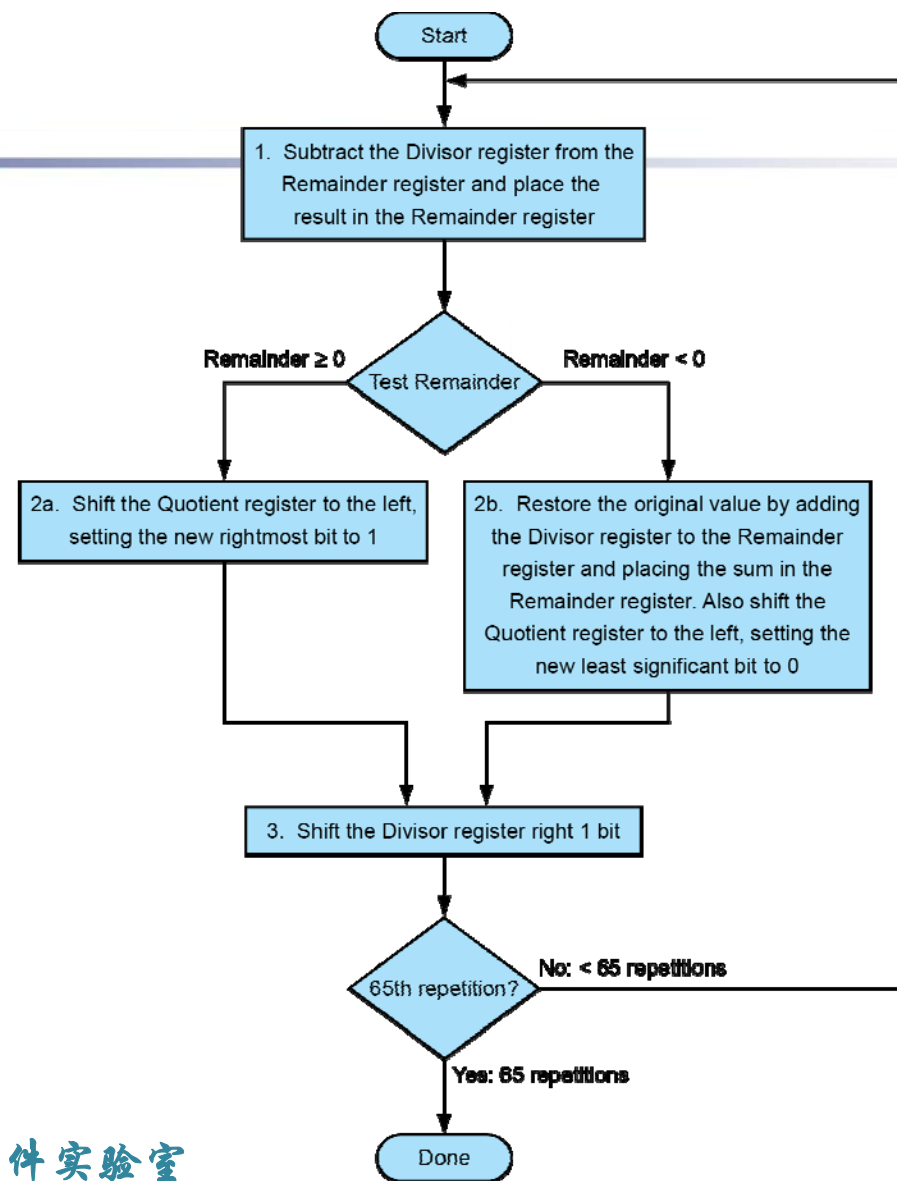 Start
1. Subtract the Divisor register from the
Remainder register and place the
result in the Remainder register
Remainder ≥ 0
Remainder < 0
Test Remainder
2a. Shift the Quotient register to the left,
setting the new rightmost bit to 1
2b. Restore the original value by adding
the Divisor register to the Remainder
register and placing the sum in the
Remainder register. Also shift the
Quotient register to the left, setting the
new least significant bit to 0
3. Shift the Divisor register right 1 bit
No: < 65 repetitions
65th repetition?
Yes: 65 repetitions
Done
件实验室